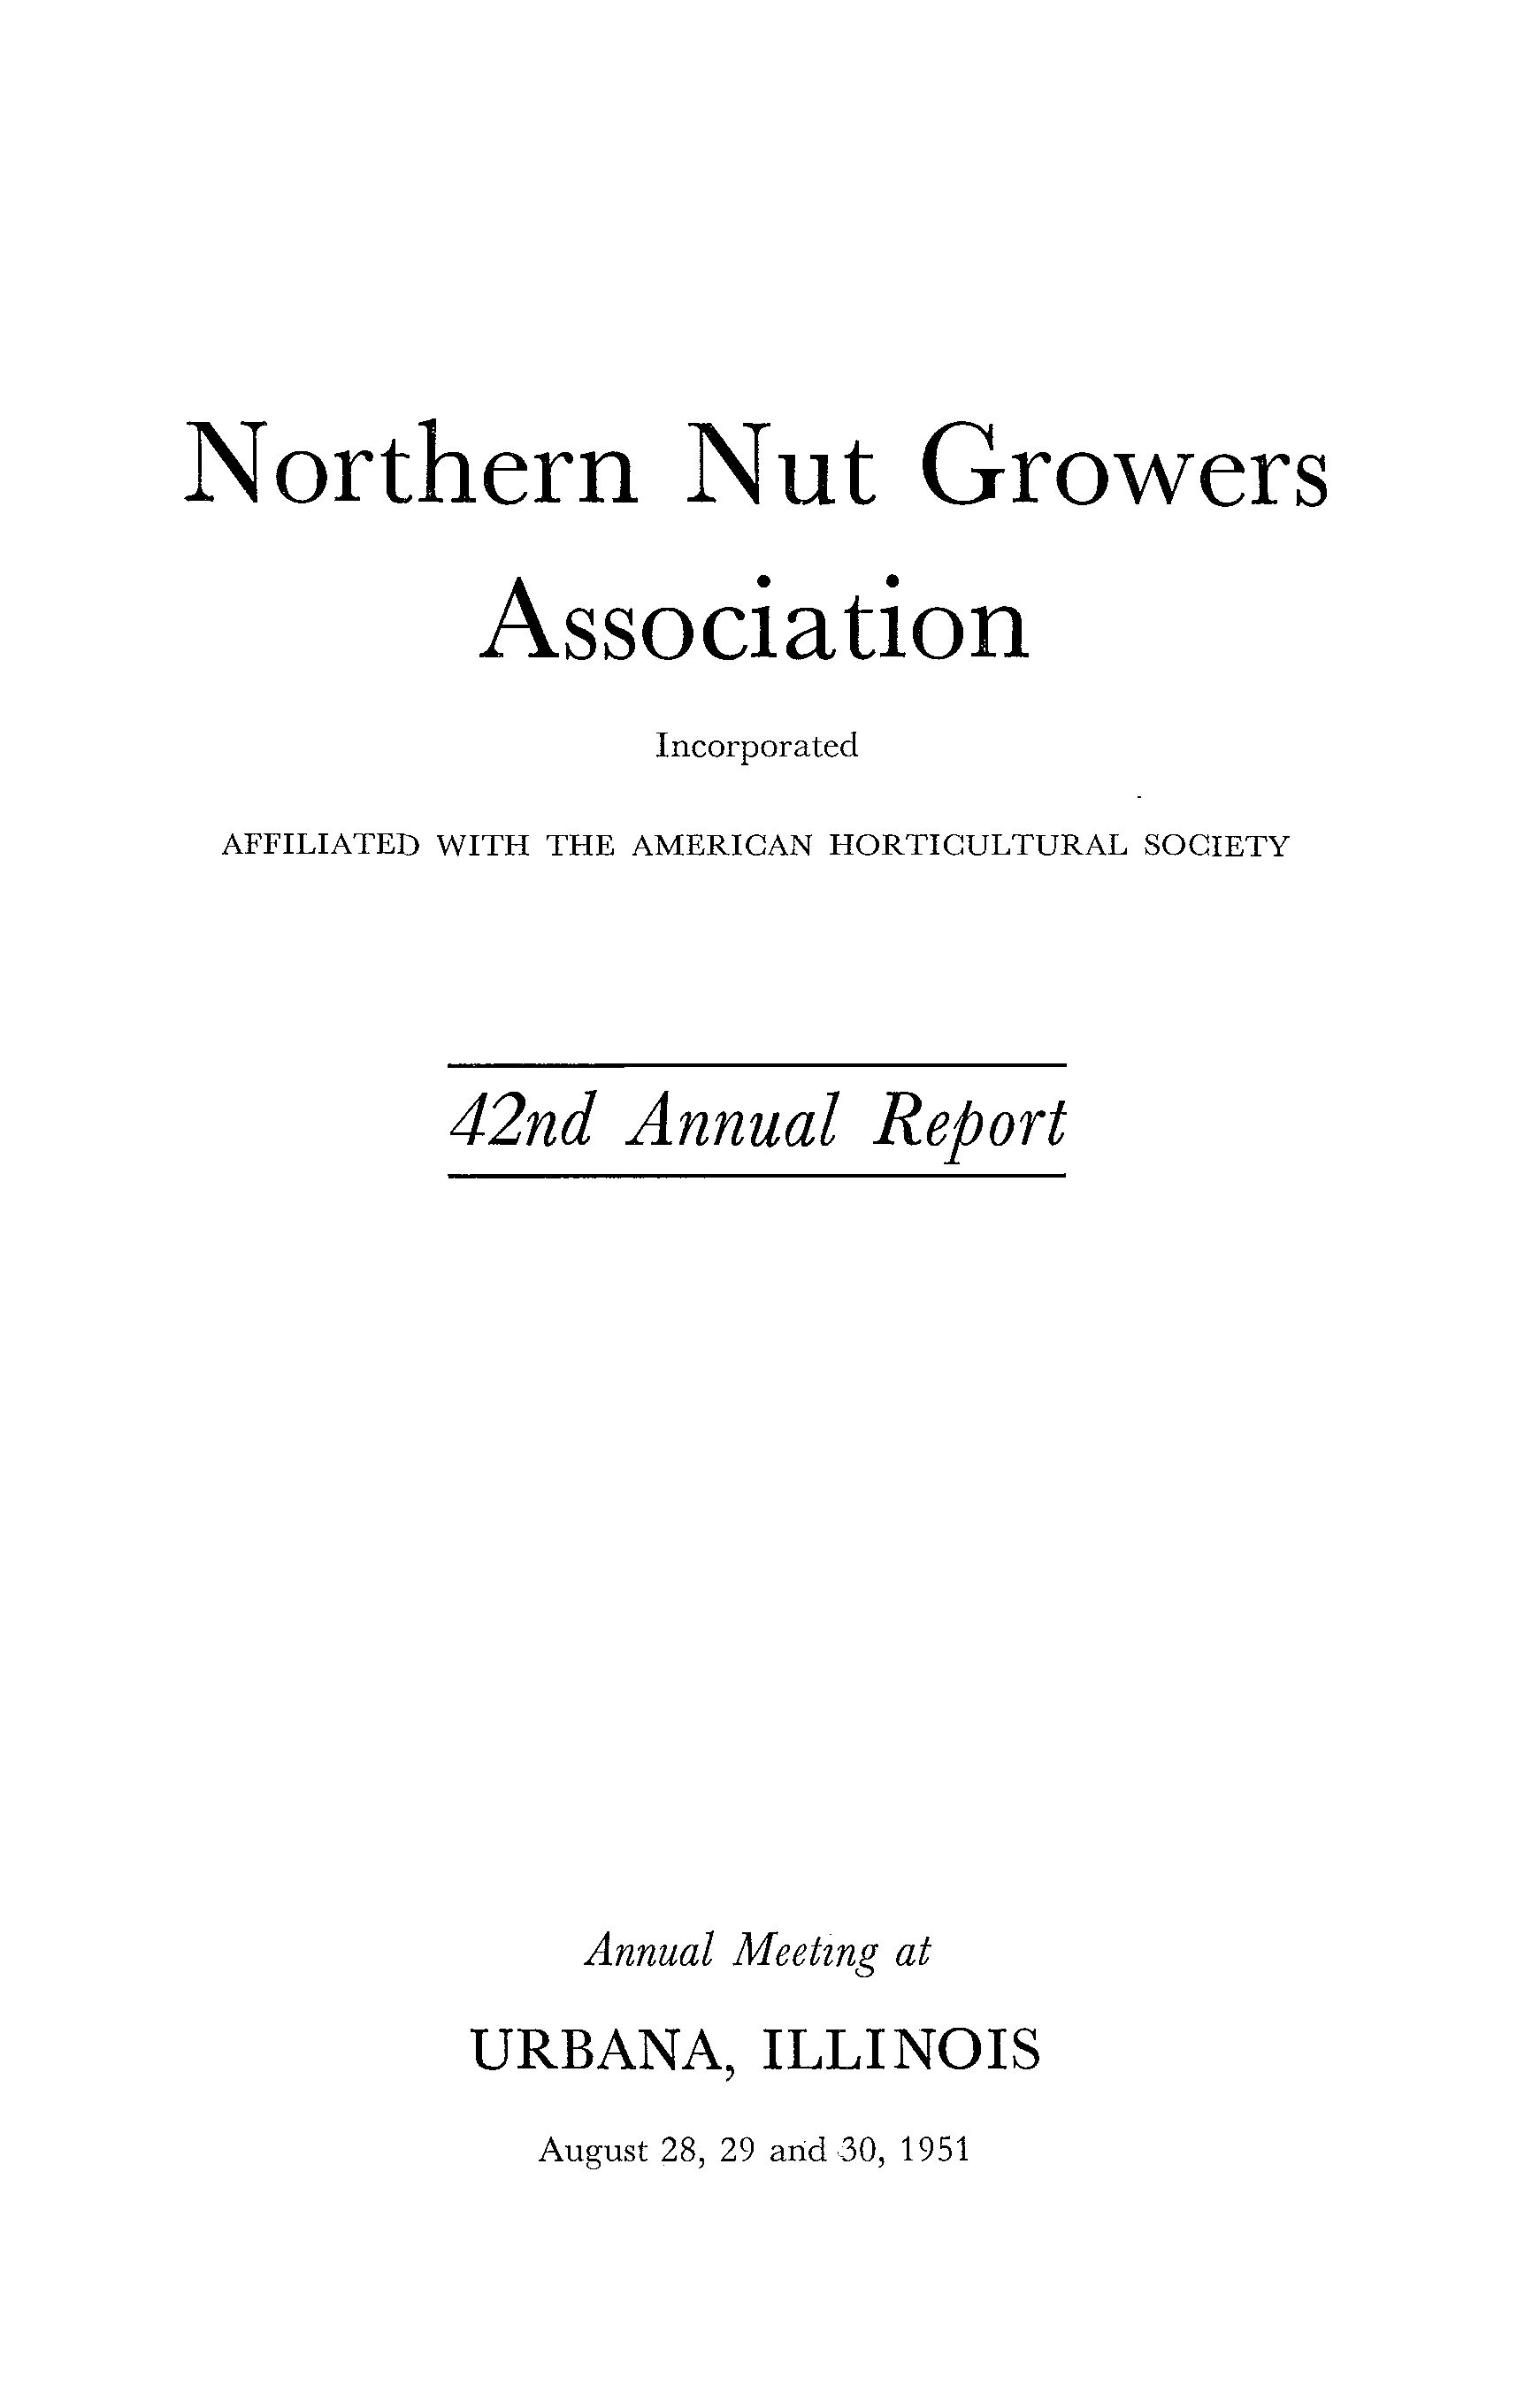 Northern Nut Growers
Association
Incorporated
AFFILIATED WITH THE AMERICAN HORTICULTURAL SOCIETY
42nd Annual Report
Annual Meeting at
URBANA, ILLINOIS
August 28, 29 and 30, 1951